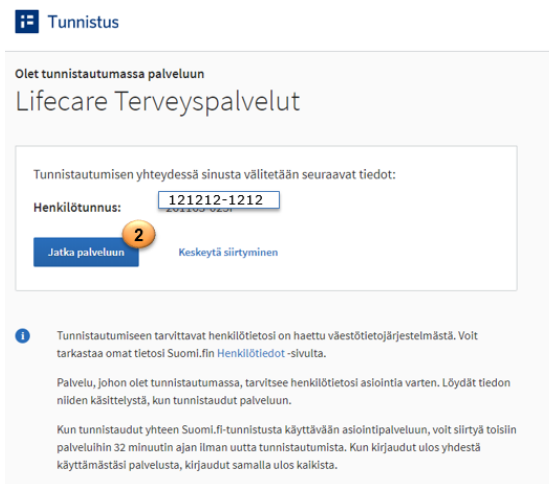 Tunnistus
Olet tunnistautumassa palveluun
Lifecare Terveyspalvelut
Tunnistautumisen yhteydessä sinusta välitetään seuraavat tiedot:
Henkilötunnus: 121212-1212
2
Jatka palveluun Keskeytä siirtyminen
Tunnistautumiseen tarvittavat henkilötietosi on haettu väestötietojärjestelmästä. Voit
tarkastaa omat tietosi Suomi.fin Henkilötiedot -sivulta.
Palvelu, johon olet tunnistautumassa, tarvitsee henkilötietosi asiointia varten. Löydät tiedon
niiden käsittelystä, kun tunnistaudut palveluun.
Kun tunnistaudut yhteen Suomi.fi-tunnistusta käyttävään asiointipalveluun, voit siirtyä toisiin
palveluihin 32 minuutin ajan ilman uutta tunnistautumista. Kun kirjaudut ulos yhdestä
käyttämästäsi palvelusta, kirjaudut samalla ulos kaikista.